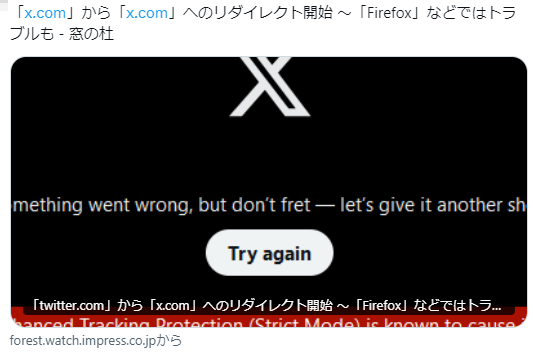 「x.com」から「x.com」へのリダイレクト開始 ～「Firefox」などではトラ
ブルも - 窓の杜
X
omething went wrong, but don't fret — let's give it another sh
Try again
「twitter.com」から「x.com」へのリダイレクト開始 ～「Firefox」などではトラ...
hanced Tracking Protection (Strict Mode) is known to cause
forest.watch.impress.co.jpから